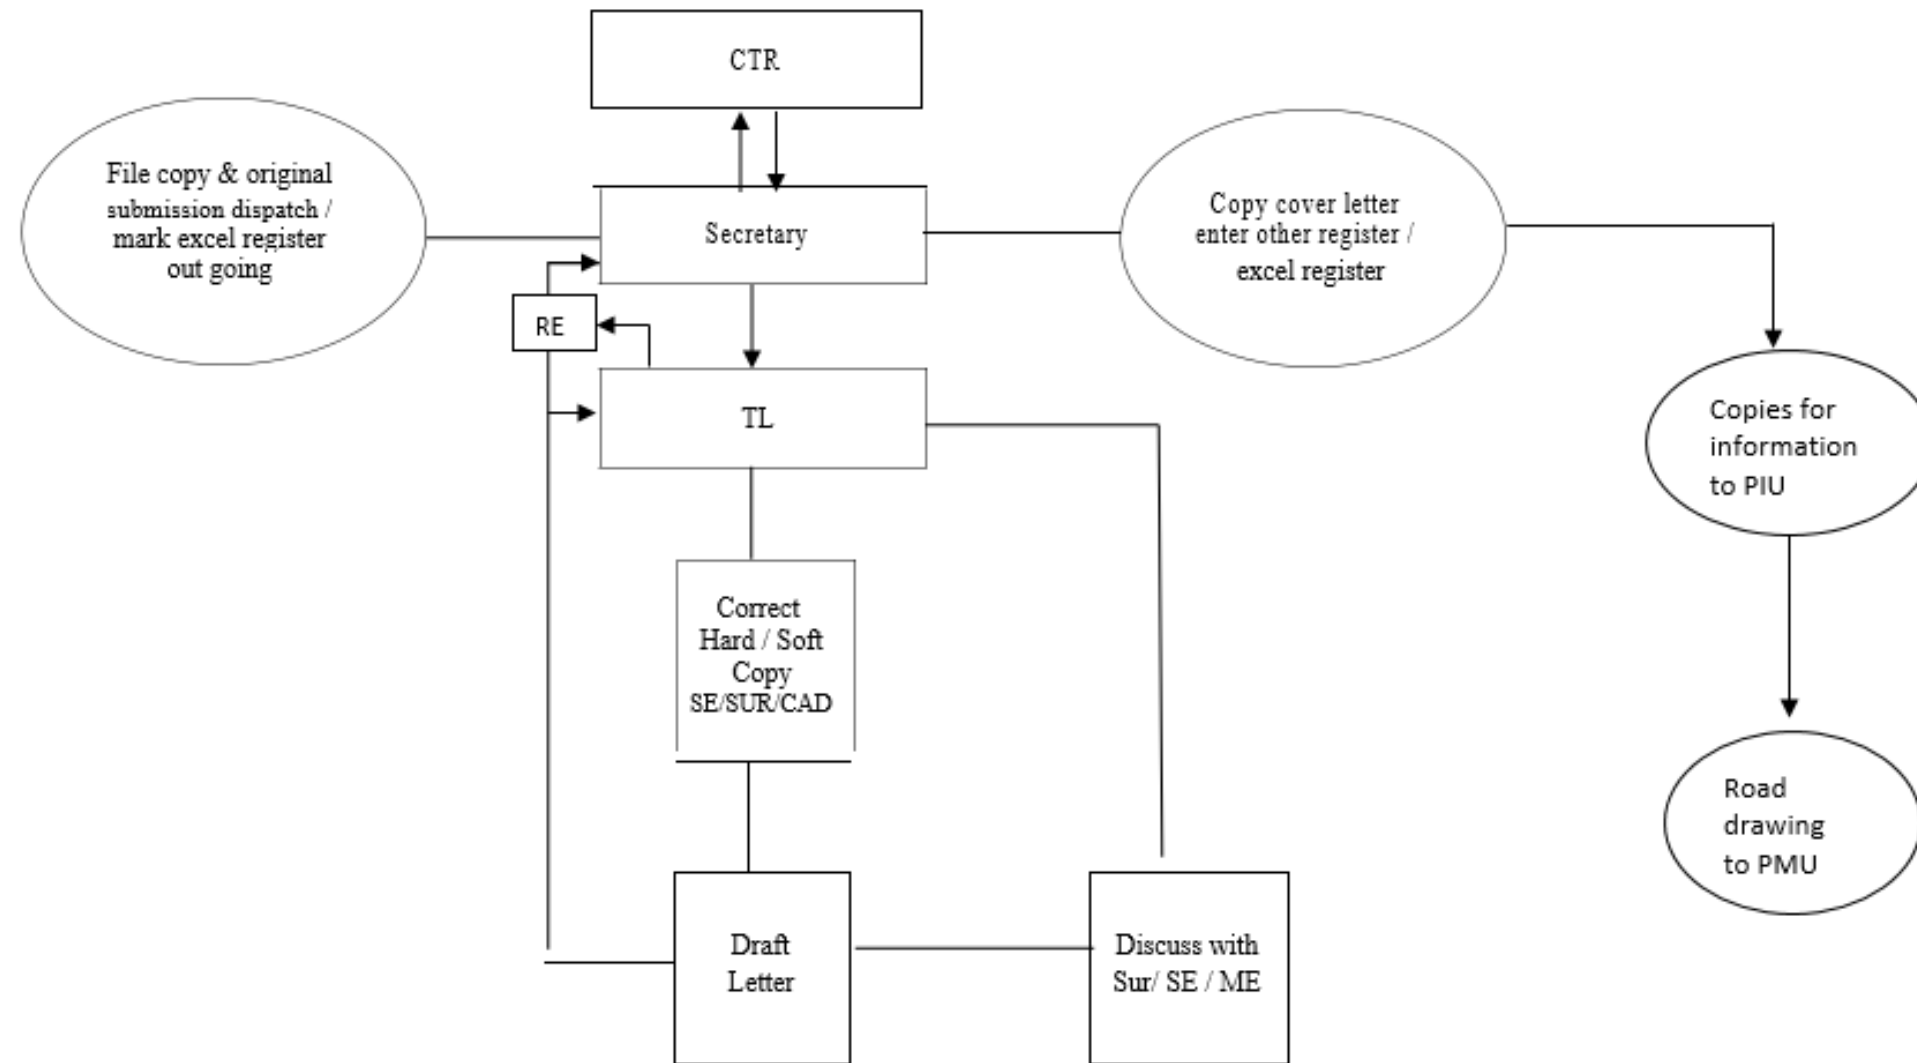 CTR
File copy & original
submission dispatch /
mark excel register
out going
Secretary
Copy cover letter
enter other register /
excel register
RE
TL
Copies for
information
to PIU
Correct
Hard / Soft
Copy
SE/SUR/CAD
Road
drawing
to PMU
Draft
Letter
Discuss with
Sur/ SE / ME